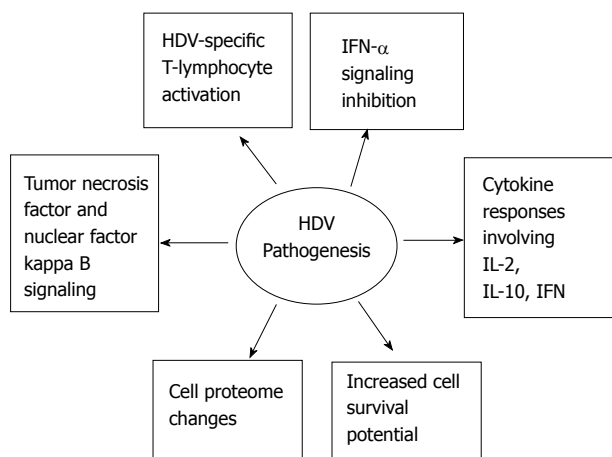 HDV-specific
T-lymphocyte
activation
IFN-α
signaling
inhibition
Tumor necrosis
factor and
nuclear factor
kappa B
signaling
HDV
Pathogenesis
Cytokine
responses
involving
IL-2,
IL-10, IFN
Cell proteome
changes
Increased cell
survival
potential